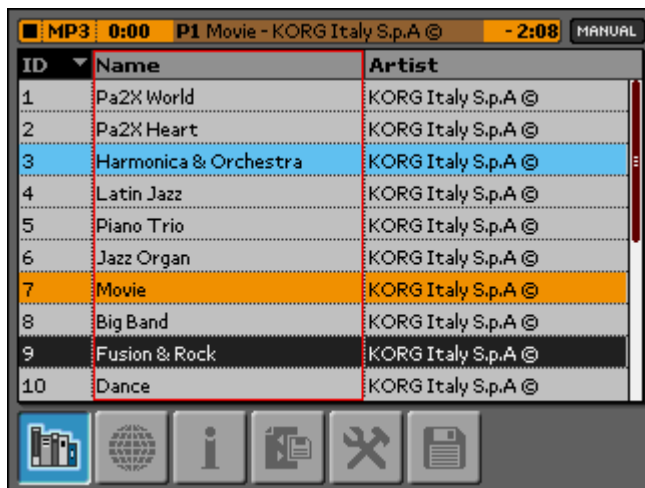 MP3 0:00 P1 Movie - KORG Italy S.p.A © - 2:08 MANUAL
ID Name Artist
1 Pa2X World KORG Italy S.p.A ©
2 Pa2X Heart KORG Italy S.p.A ©
3 Harmonica & Orchestra KORG Italy S.p.A ©
4 Latin Jazz KORG Italy S.p.A ©
5 Piano Trio KORG Italy S.p.A ©
6 Jazz Organ KORG Italy S.p.A ©
7 Movie KORG Italy S.p.A ©
8 Big Band KORG Italy S.p.A ©
9 Fusion & Rock KORG Italy S.p.A ©
10 Dance KORG Italy S.p.A ©